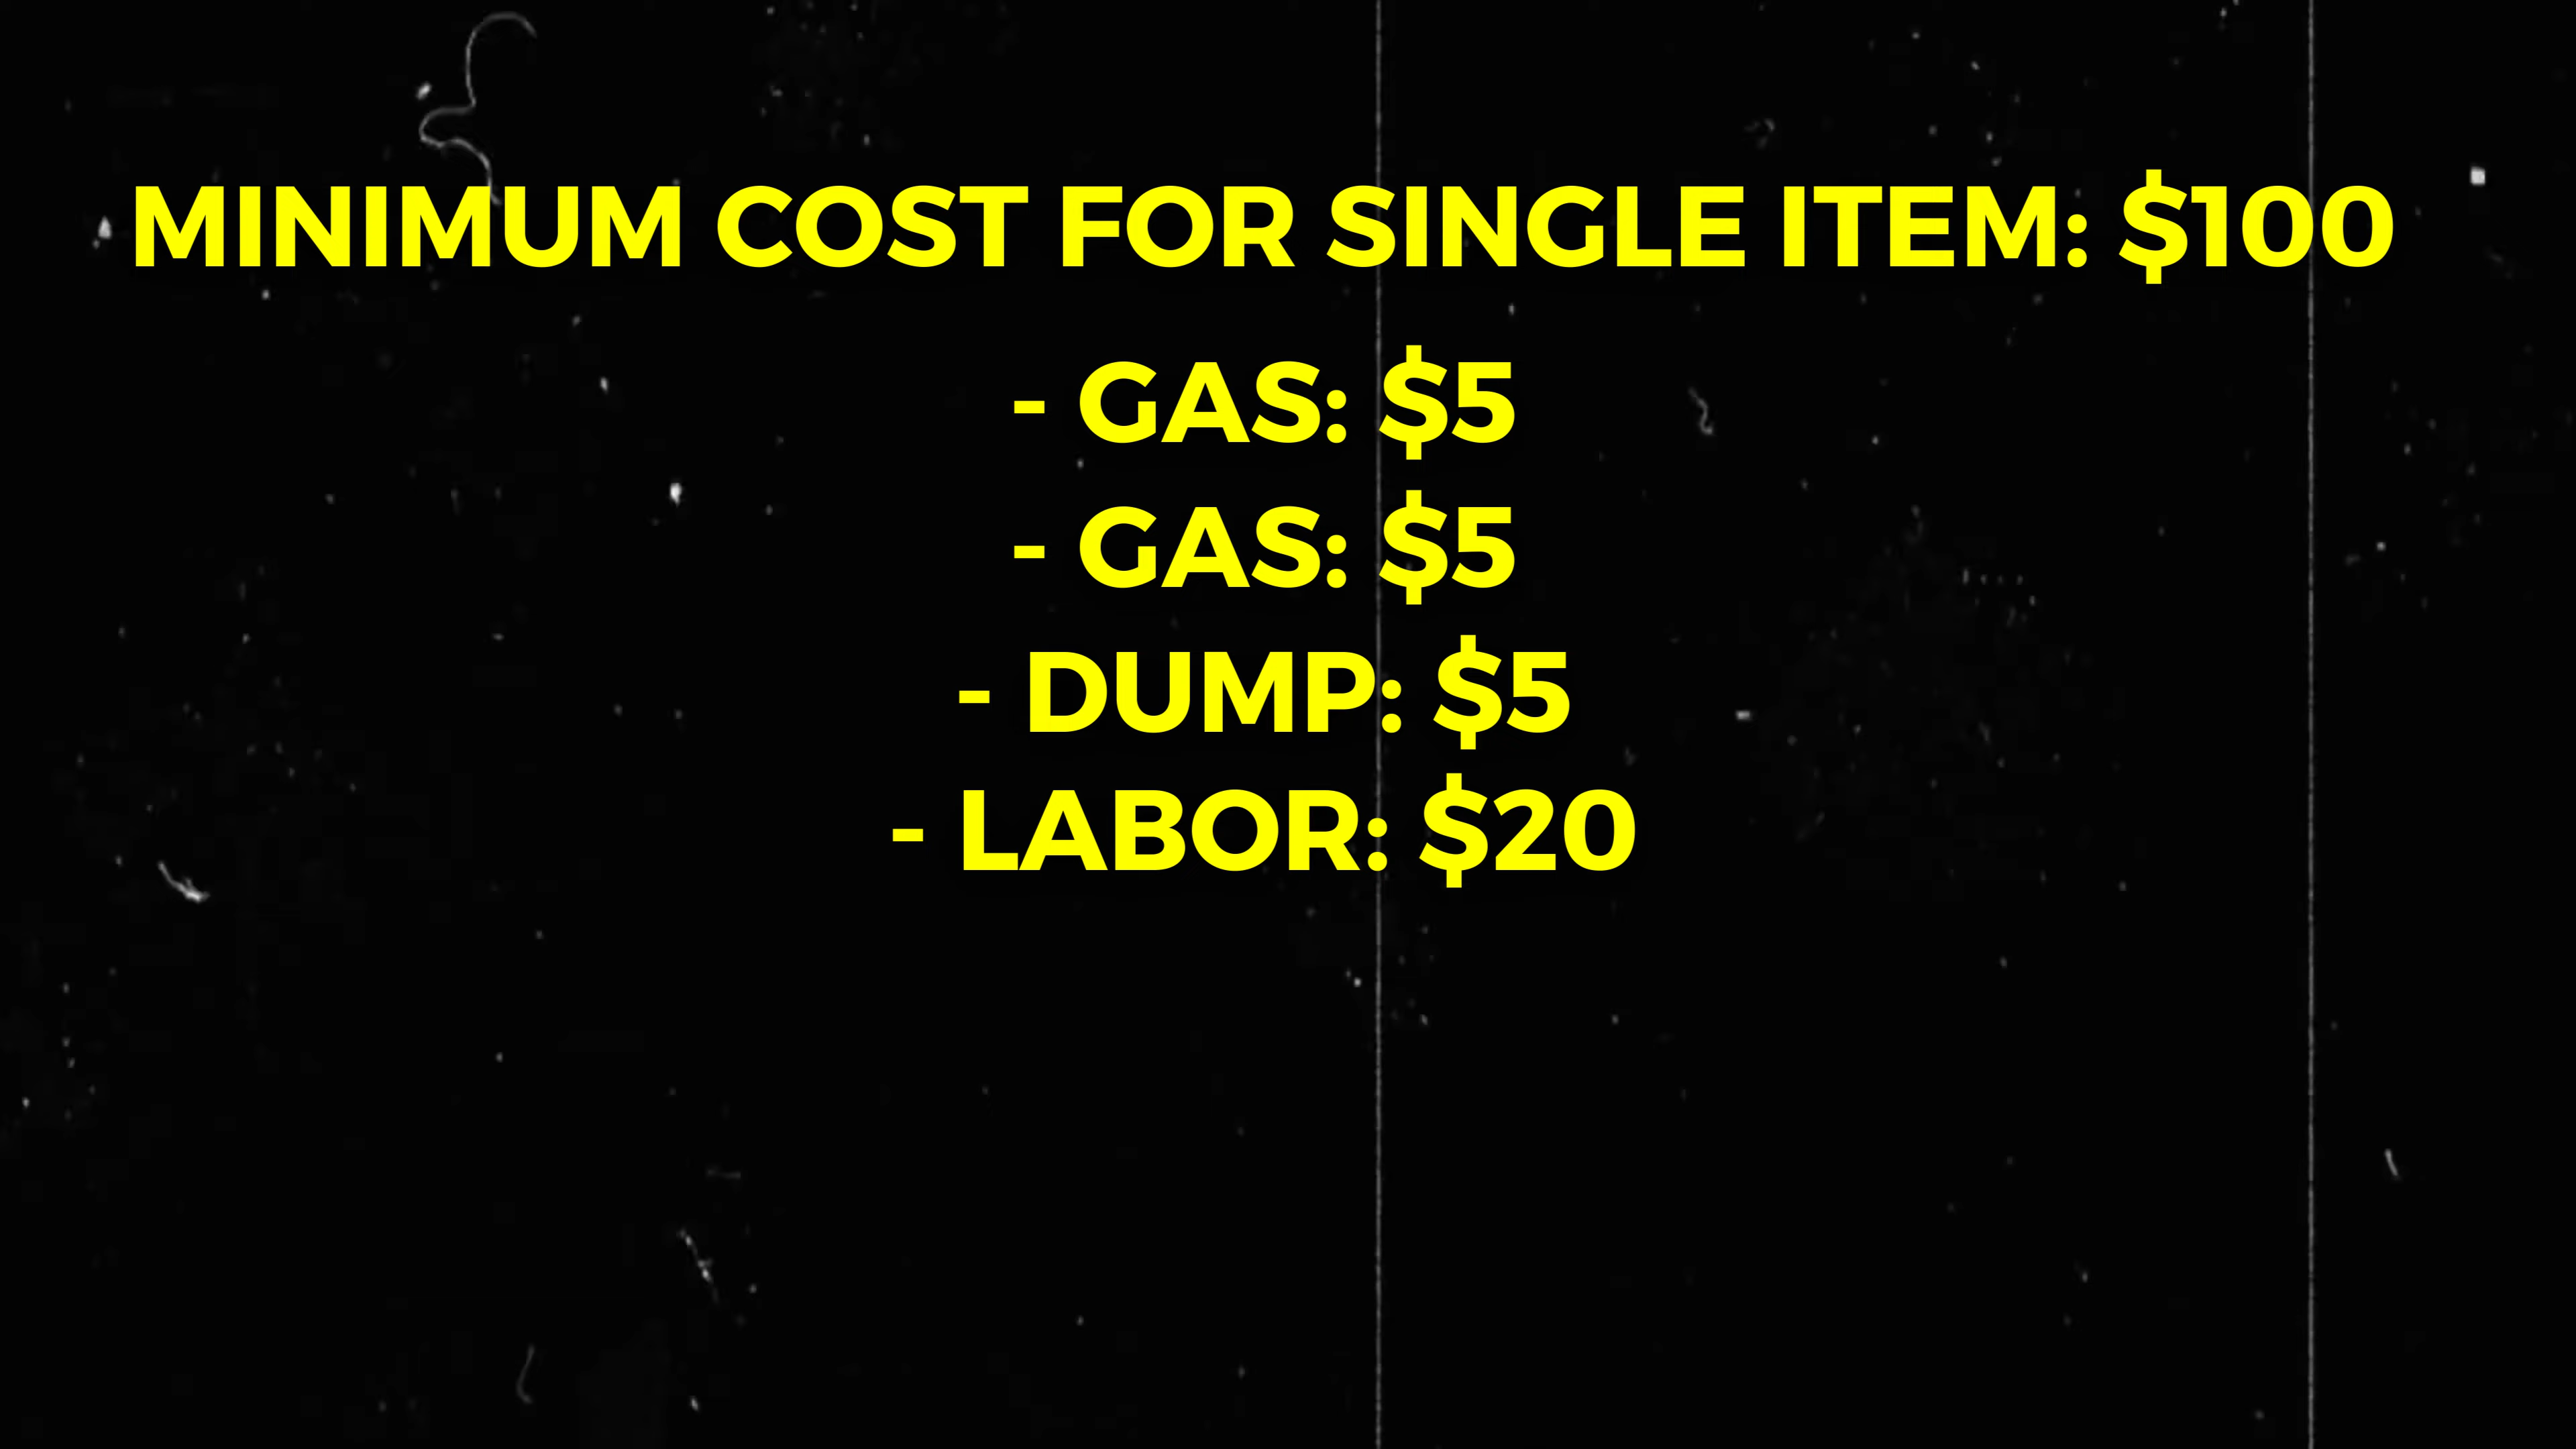 MINIMUM COST FOR SINGLE ITEM: $100
- GAS: $5
- GAS: $5
- DUMP: $5
- LABOR: $20